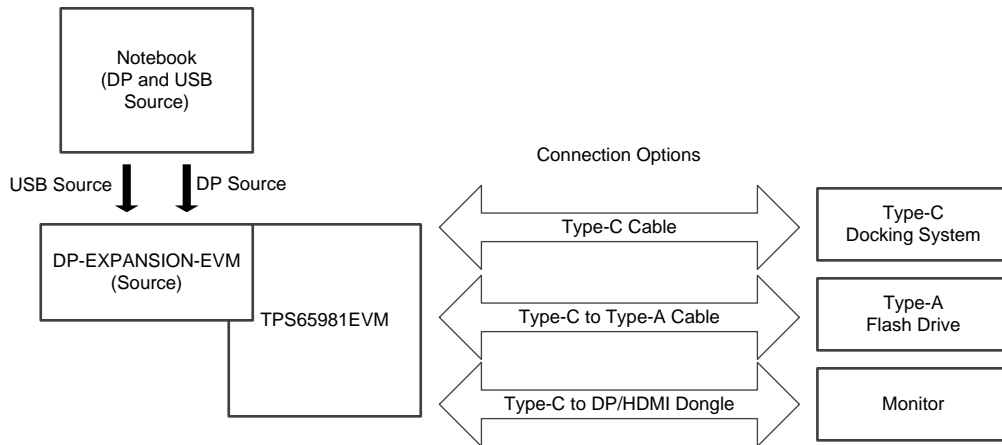 Notebook
(DP and USB
Source)
USB Source
DP Source
Connection Options
DP-EXPANSION-EVM
(Source)
TPS65981EVM
Type-C Cable
Type-C
Docking System
Type-C to Type-A Cable
Type-A
Flash Drive
Type-C to DP/HDMI Dongle
Monitor